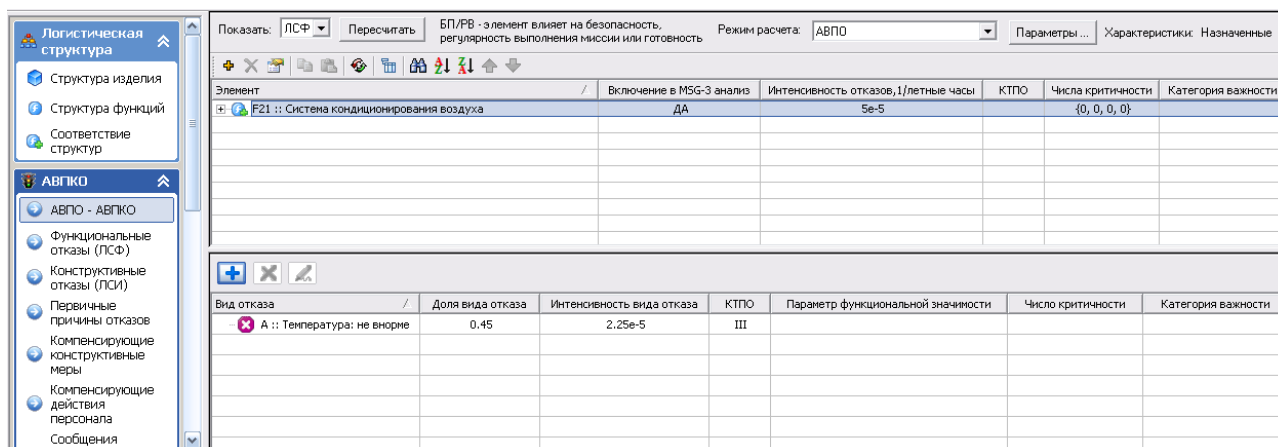 Логистическая
структура
Структура изделия
Структура функций
Соответствие
структур
АВПКО
АВПО - АВПКО
Функциональные
отказы (ЛСФ)
Конструктивные
отказы (ЛСИ)
Первичные
причины отказов
Компенсирующие
конструктивные
меры
Компенсирующие
действия
персонала
Сообщения
Показать: ЛСФ Пересчитать БП/РВ - элемент влияет на безопасность,
регулярность выполнения миссии или готовность Режим расчета: АВПО Параметры ... Характеристики: Назначенные
Элемент Включение в MSG-3 анализ Интенсивность отказов,1/летные часы КТПО Числа критичности Категория важности
F21 :: Система кондиционирования воздуха ДА 5e-5 {0, 0, 0, 0}
Вид отказа Доля вида отказа Интенсивность вида отказа КТПО Параметр функциональной значимости Число критичности Категория важности
A :: Температура: не внорме 0.45 2.25e-5 III